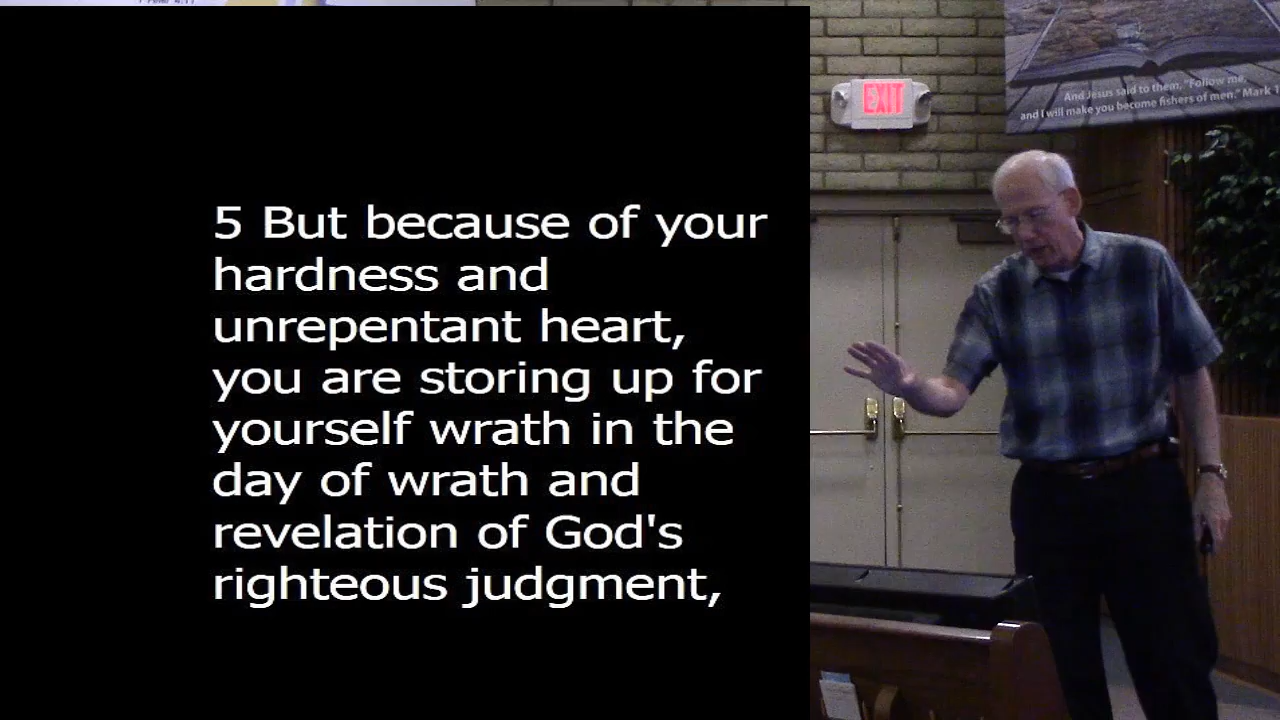 5 But because of your
hardness and
unrepentant heart,
you are storing up for
yourself wrath in the
day of wrath and
revelation of God's
righteous judgment,
EXIT
And Jesus said to them, "Follow me,
and I will make you become fishers of men." Mark 1